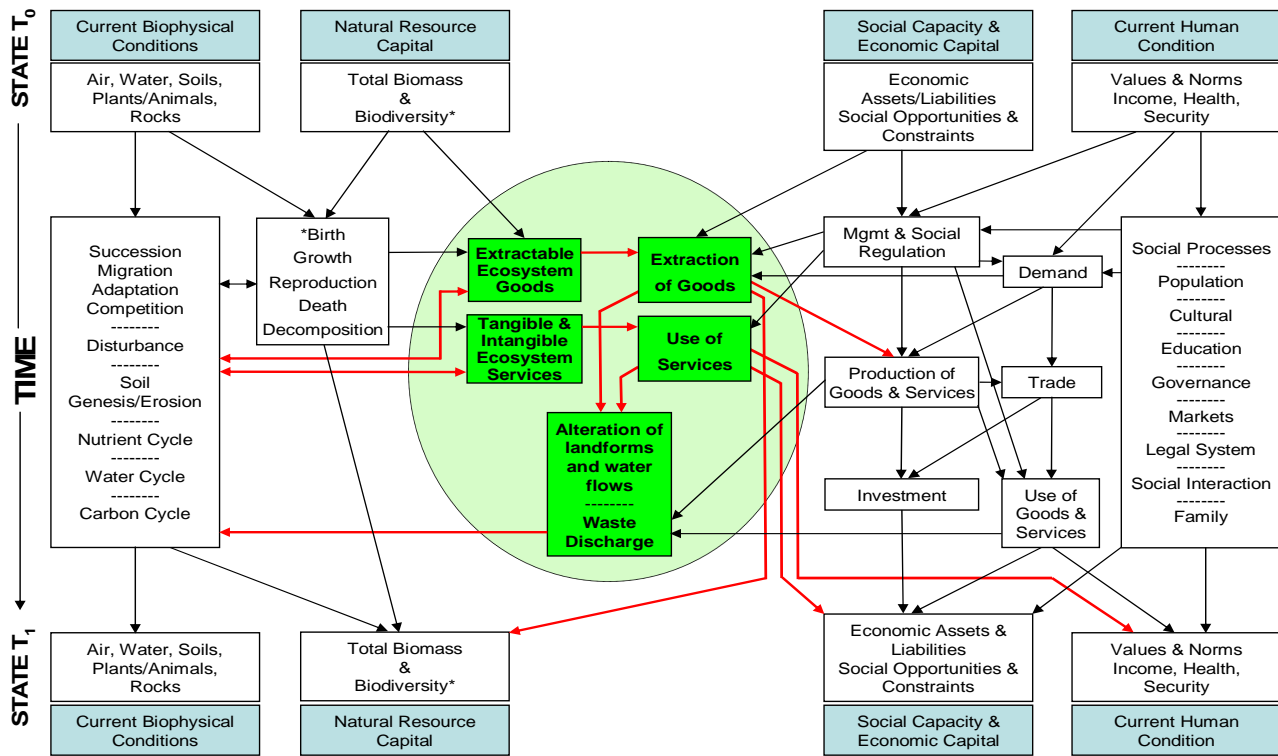 STATE T0
TIME
STATE T1
Current Biophysical
Conditions
Air, Water, Soils,
Plants/Animals,
Rocks
Natural Resource
Capital
Total Biomass
&
Biodiversity*
Social Capacity &
Economic Capital
Economic
Assets/Liabilities
Social Opportunities &
Constraints
Current Human
Condition
Values & Norms
Income, Health,
Security
Succession
Migration
Adaptation
Competition
--------
Disturbance
--------
Soil
Genesis/Erosion
--------
Nutrient Cycle
--------
Water Cycle
--------
Carbon Cycle
*Birth
Growth
Reproduction
Death
Decomposition
Extractable
Ecosystem
Goods
Extraction
of Goods
Tangible &
Intangible
Ecosystem
Services
Use of
Services
Alteration of
landforms
and water
flows
--------
Waste
Discharge
Mgmt & Social
Regulation
Demand
Production of
Goods & Services
Trade
Investment
Use of
Goods &
Services
Social Processes
--------
Population
--------
Cultural
--------
Education
--------
Governance
--------
Markets
--------
Legal System
--------
Social Interaction
--------
Family
Air, Water, Soils,
Plants/Animals,
Rocks
Current Biophysical
Conditions
Total Biomass
&
Biodiversity*
Natural Resource
Capital
Economic Assets &
Liabilities
Social Opportunities &
Constraints
Social Capacity &
Economic Capital
Values & Norms
Income, Health,
Security
Current Human
Condition